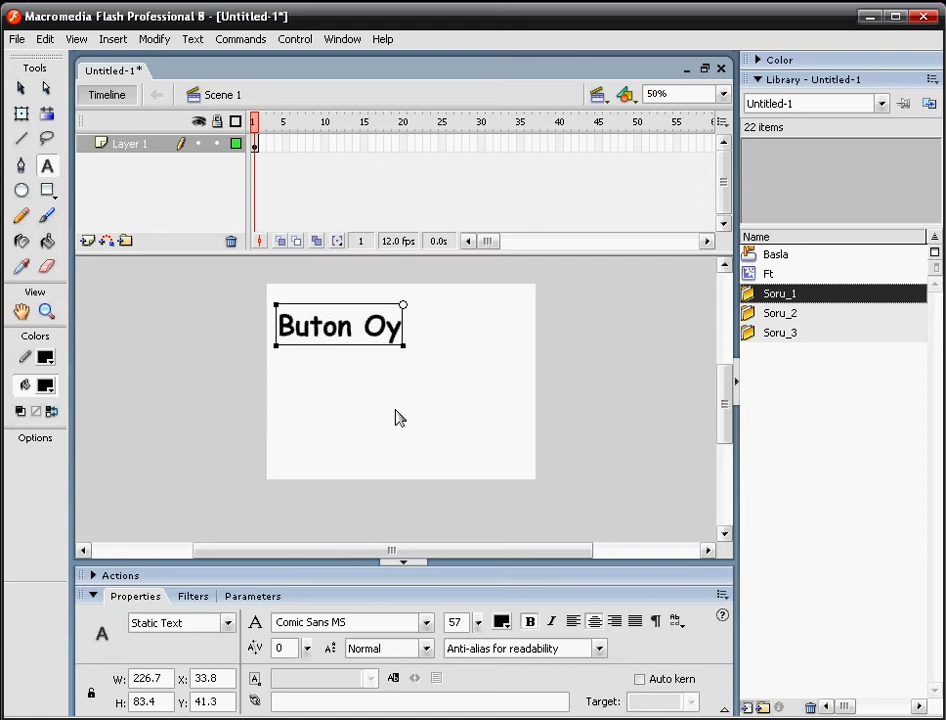 Macromedia Flash Professional 8 - [Untitled-1*]
File Edit View Insert Modify Text Commands Control Window Help
Tools
View
Colors
Options
Untitled-1*
Timeline
Scene 1
50%
1 5 10 15 20 25 30 35 40 45 50 55 6
Layer 1
1 12.0 fps 0.0s
Buton Oy
Color
Library - Untitled-1
Untitled-1
22 items
Name
Basla
Ft
Soru_1
Soru_2
Soru_3
Actions
Properties Filters Parameters
A Static Text
A Comic Sans MS 57 B I
A/V 0 Normal Anti-alias for readability
W: 226.7 X: 33.8 Auto kern
H: 83.4 Y: 41.3 Target: